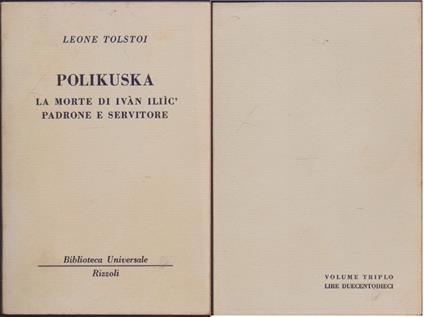 LEONE TOLSTOI
POLIKUSKA
LA MORTE DI IVÀN ILIÌC'
PADRONE E SERVITORE
Biblioteca Universale
Rizzoli
VOLUME TRIPLO
LIRE DUECENTODIECI